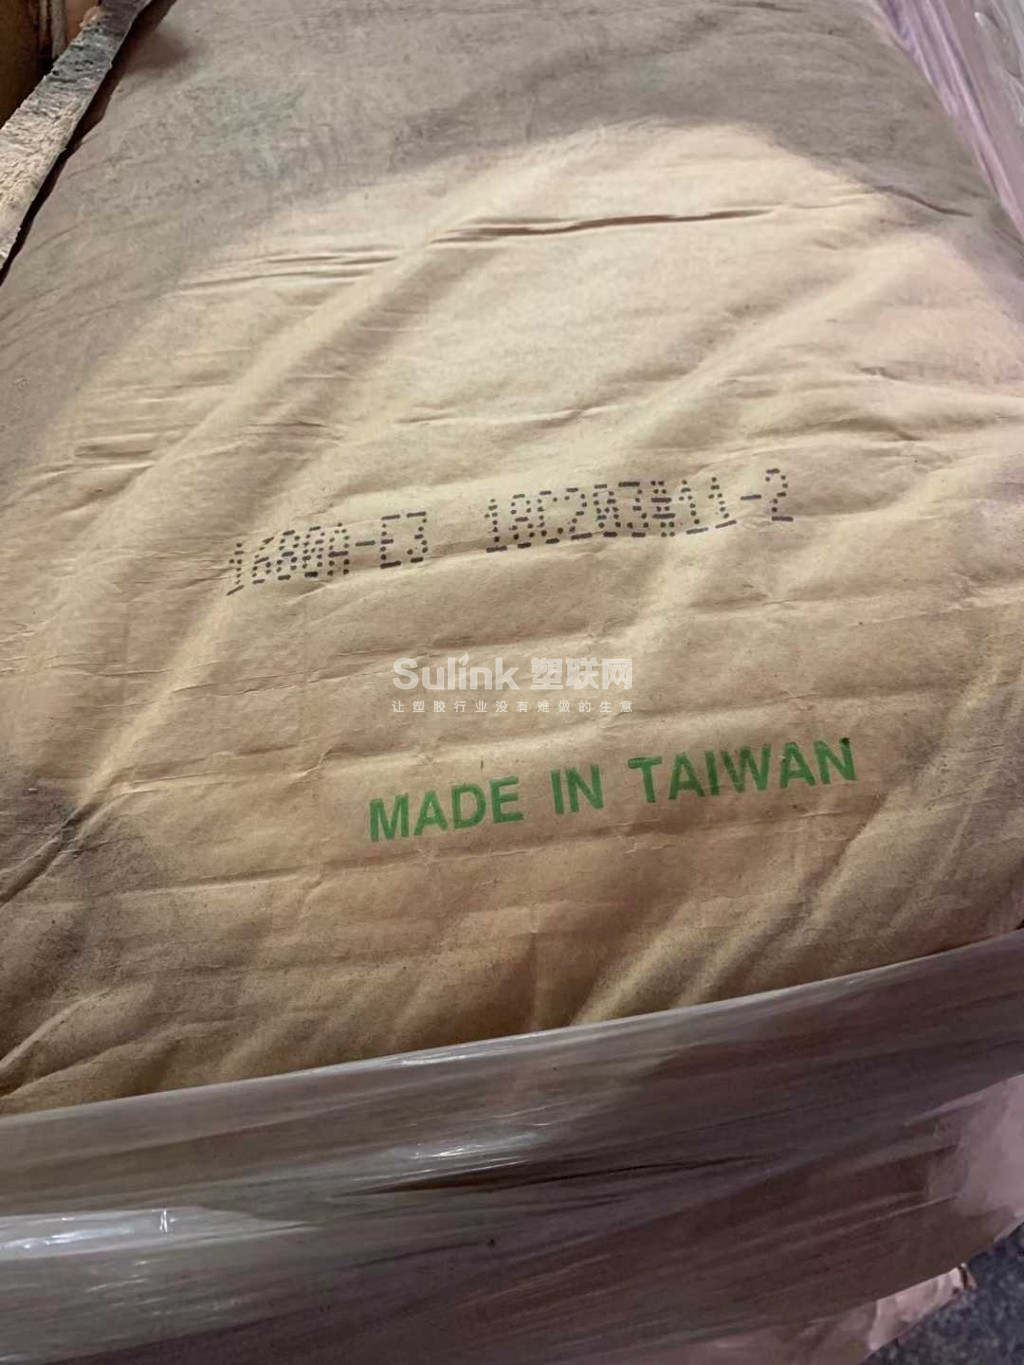 1680A-E3 18C203#11-2
Sulink 塑联网
让塑胶行业没有难做的生意
MADE IN TAIWAN